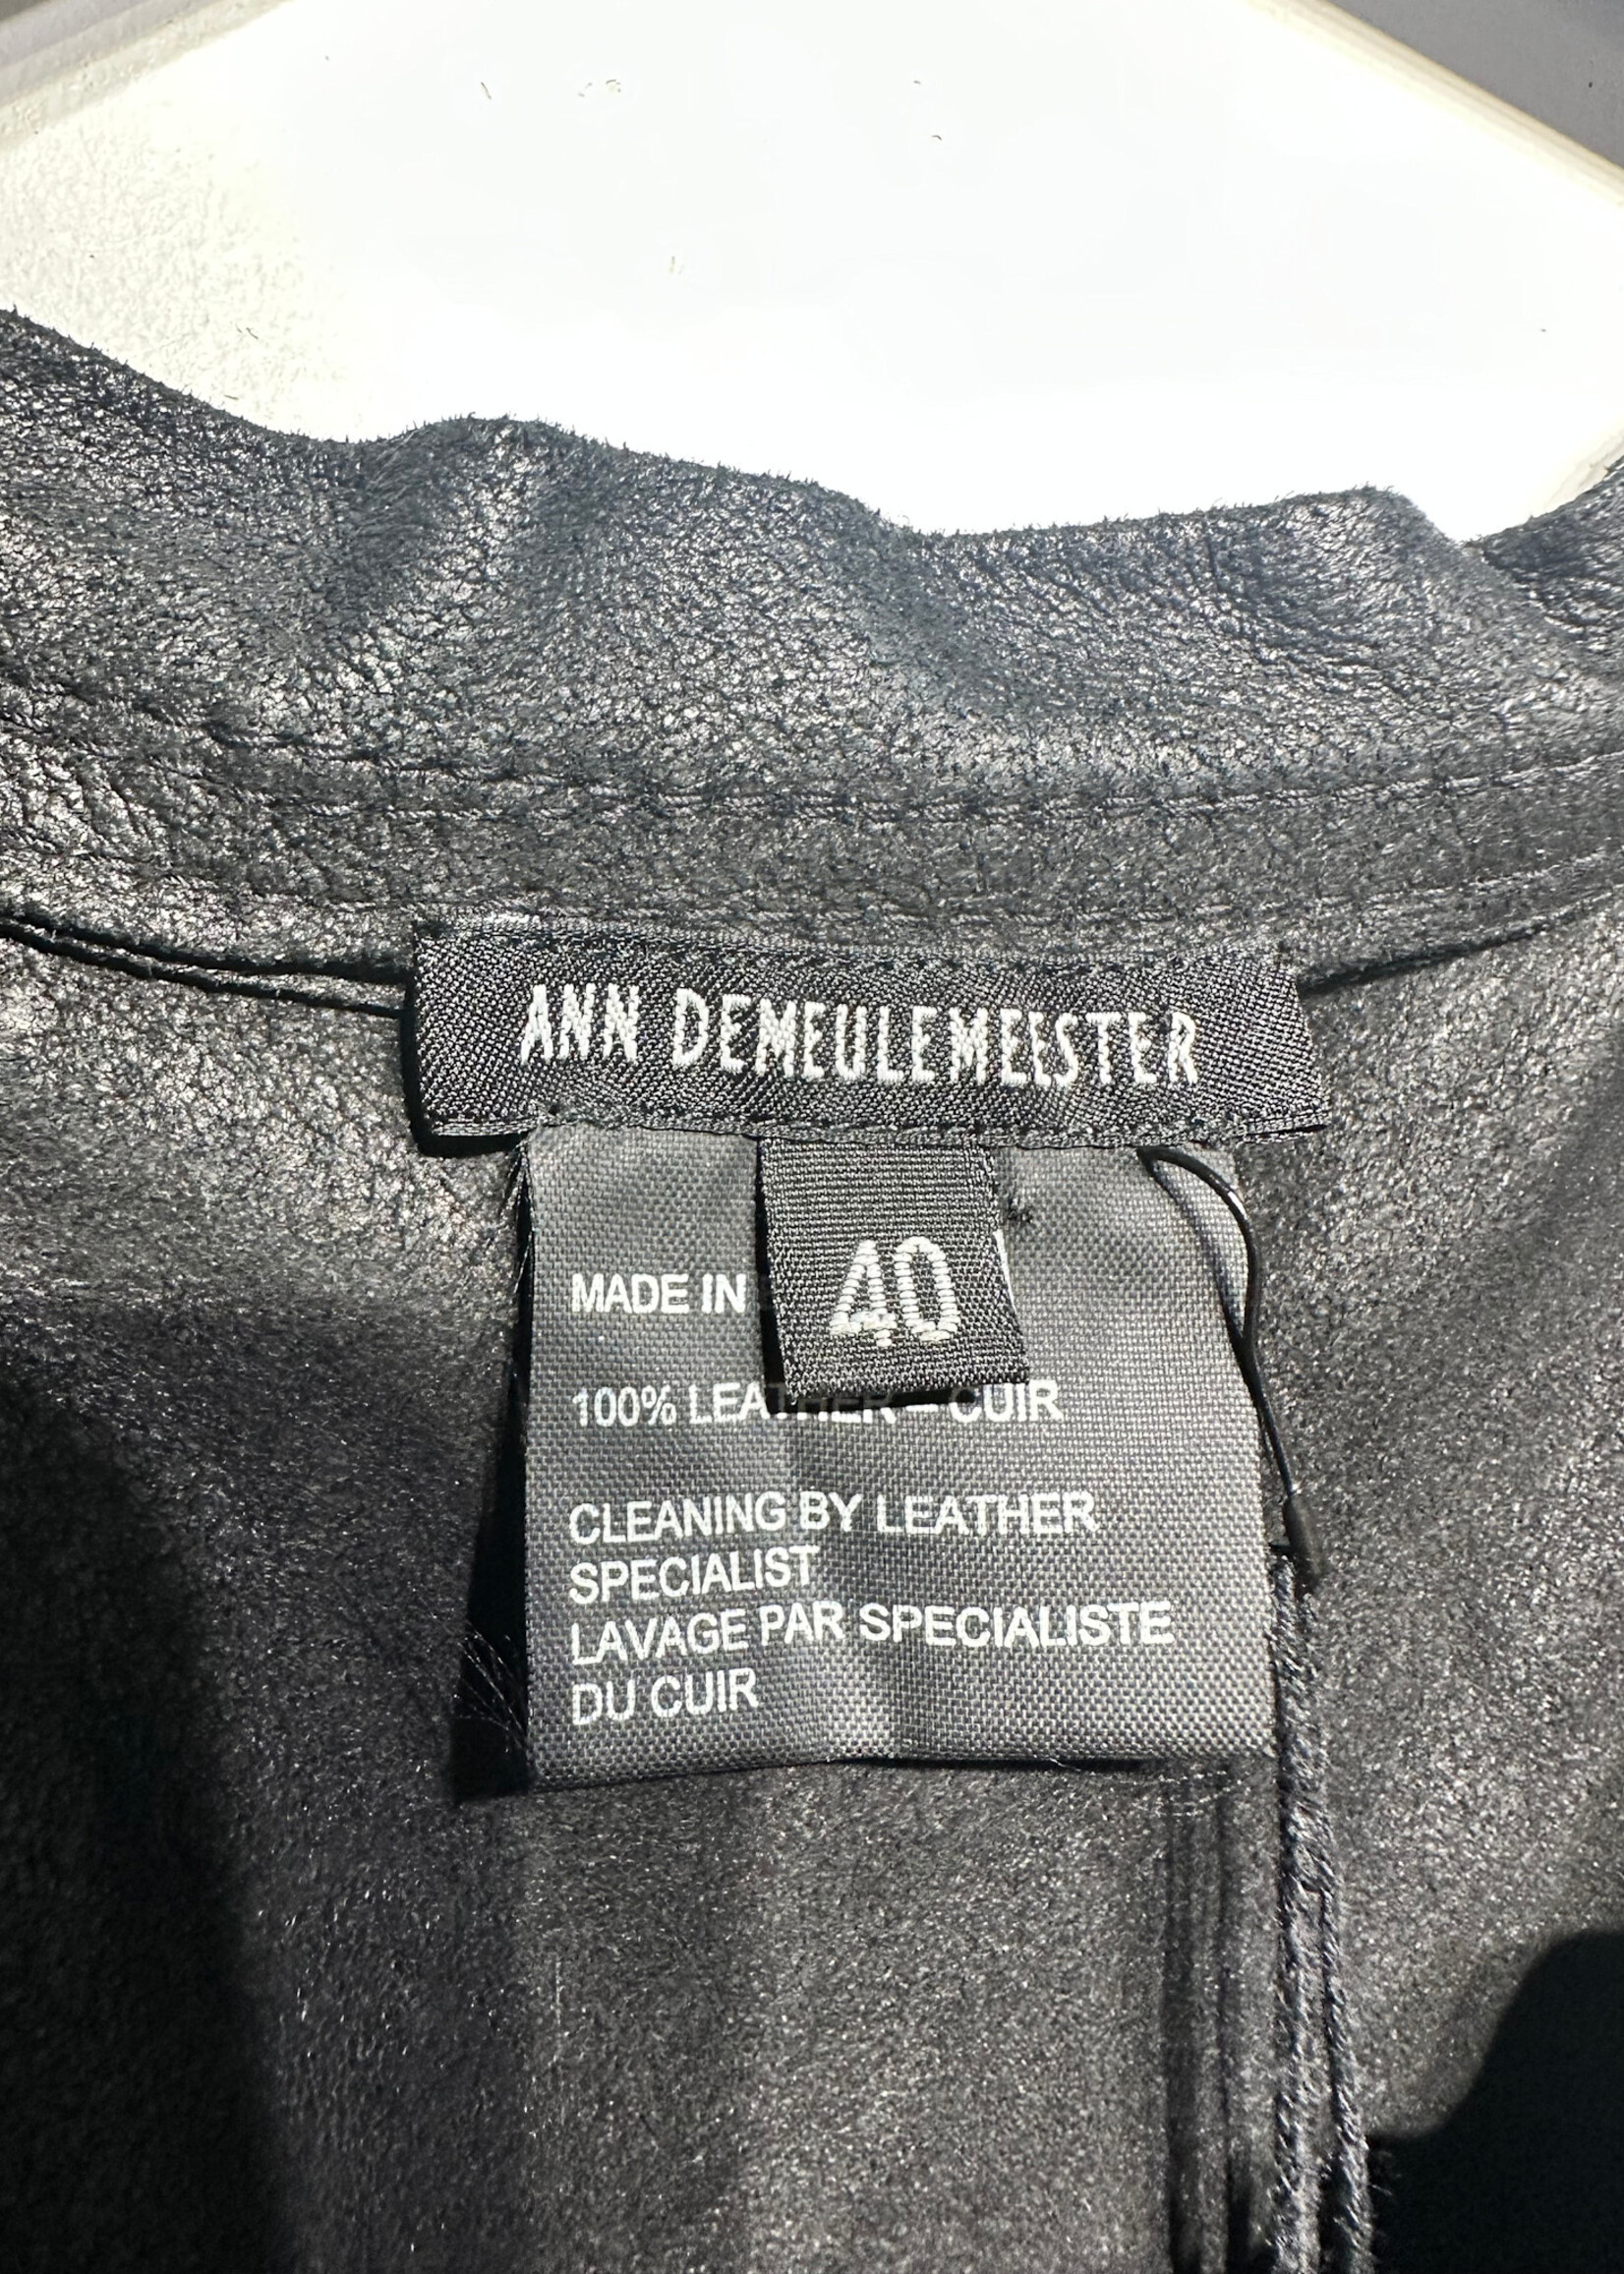 ANN DEMEULEMEESTER
40
MADE IN
100% LEATHER – CUIR
CLEANING BY LEATHER
SPECIALIST
LAVAGE PAR SPECIALISTE
DU CUIR